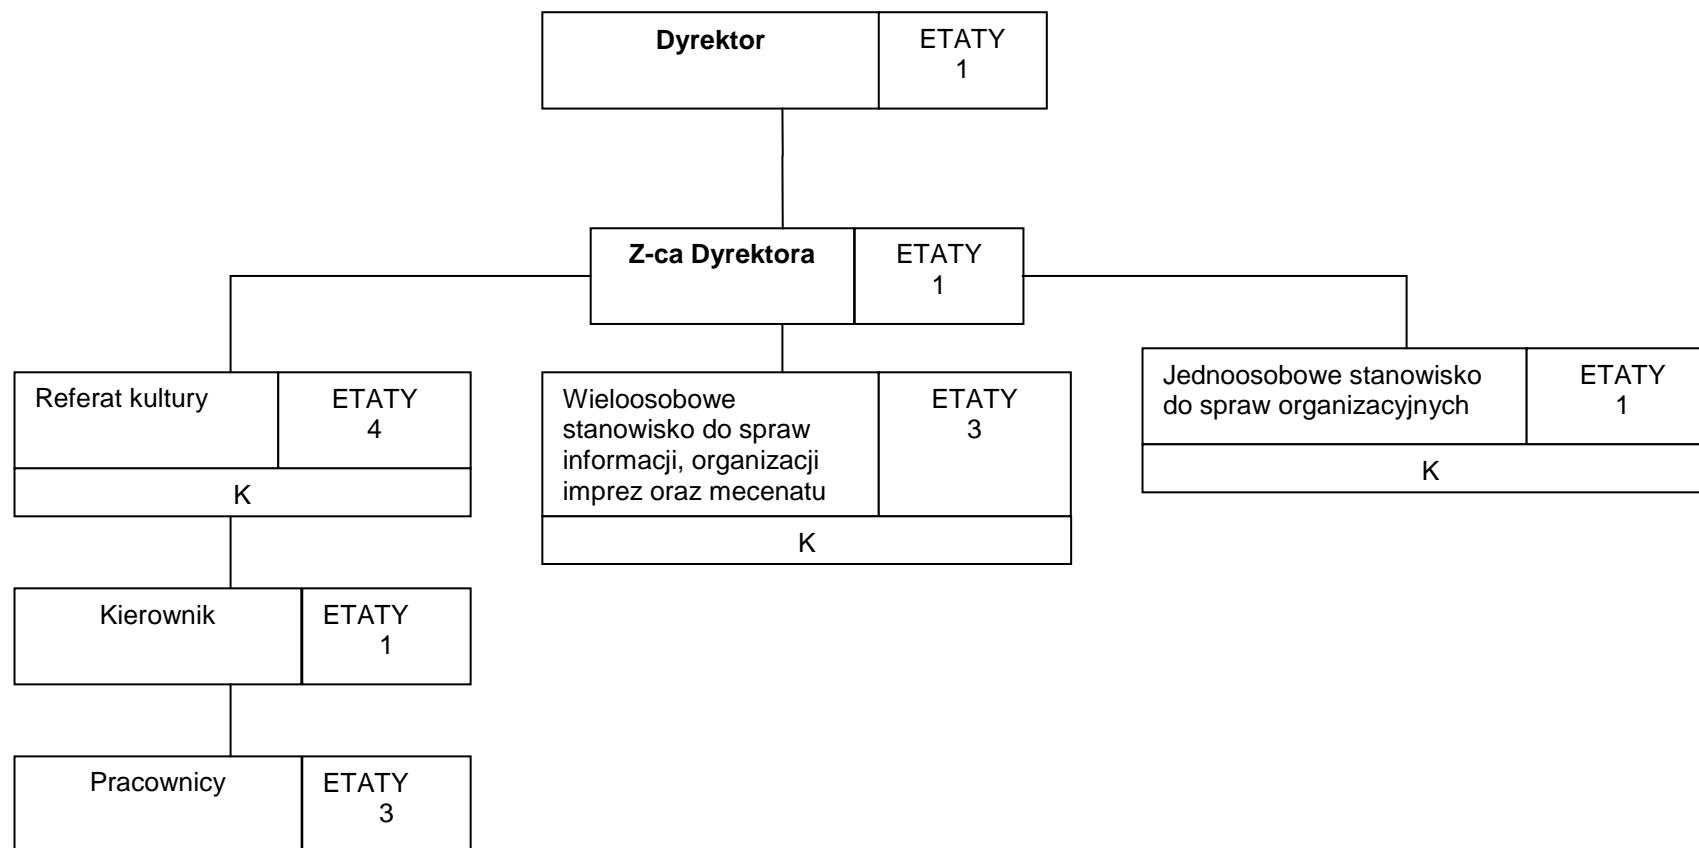 Dyrektor
ETATY
1
Z-ca Dyrektora
ETATY
1
Referat kultury
ETATY
4
K
Wieloosobowe
stanowisko do spraw
informacji, organizacji
imprez oraz mecenatu
ETATY
3
K
Jednoosobowe stanowisko
do spraw organizacyjnych
ETATY
1
K
Kierownik
ETATY
1
Pracownicy
ETATY
3